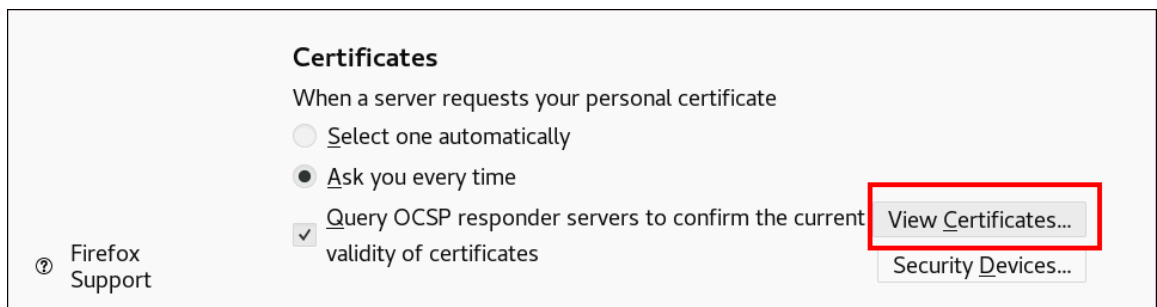 Certificates
When a server requests your personal certificate
Select one automatically
Ask you every time
Query OCSP responder servers to confirm the current
validity of certificates
View Certificates...
Security Devices...
Firefox
Support